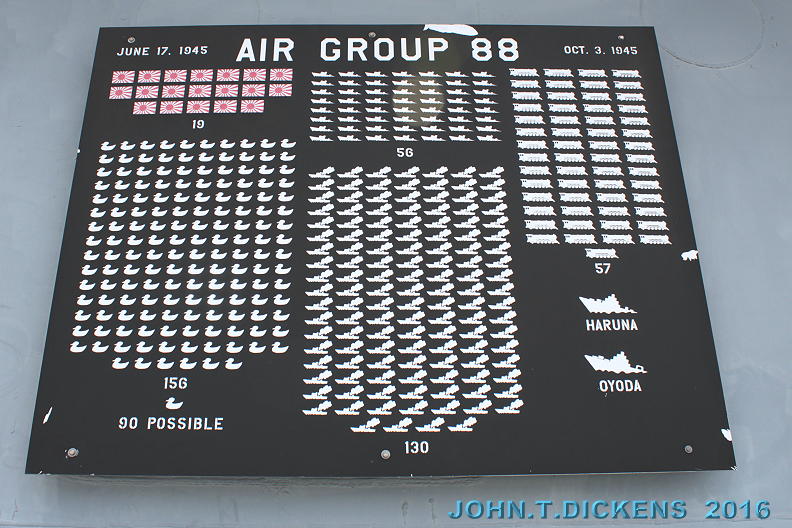 JUNE 17, 1945 AIR GROUP 88 OCT. 3, 1945
19
56
57
HARUNA
OYODA
156
90 POSSIBLE
130
JOHN.T.DICKENS 2016